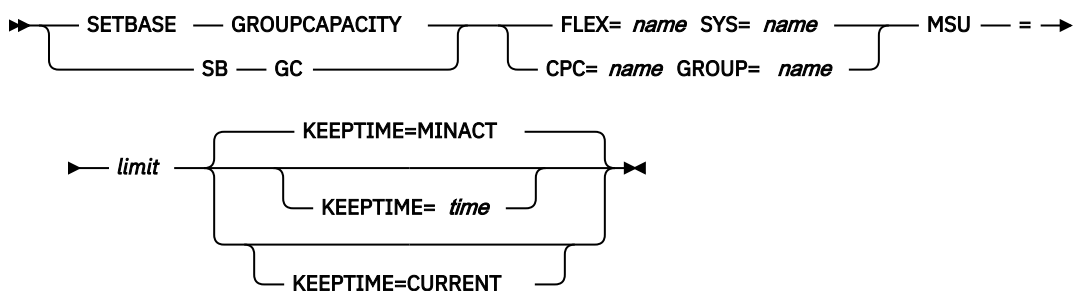 SETBASE GROUPCAPACITY FLEX= name SYS= name MSU =
SB GC CPC= name GROUP= name
KEEPTIME=MINACT
limit
KEEPTIME= time
KEEPTIME=CURRENT